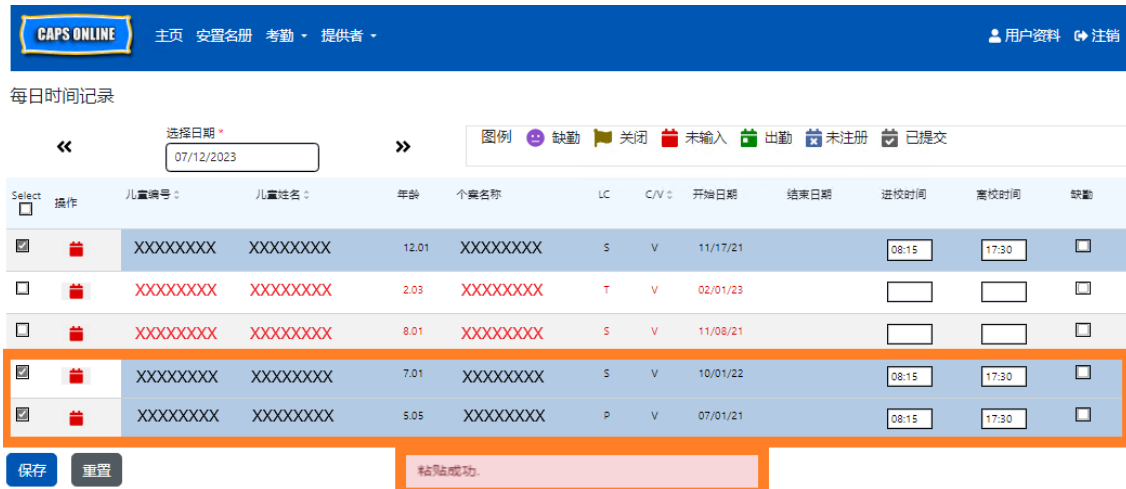 CAPS ONLINE 主页 安置名册 考勤 提供者 用户资料 注销
每日时间记录
选择日期 *
07/12/2023
图例 缺勤 关闭 未输入 出勤 未注册 已提交
Select 操作 儿童编号 儿童姓名 年龄 个案名称 LC C/V 开始日期 结束日期 进校时间 离校时间 缺勤
XXXXXXXX XXXXXXXX 12.01 XXXXXXXX S V 11/17/21 08:15 17:30
XXXXXXXX XXXXXXXX 2.03 XXXXXXXX T V 02/01/23
XXXXXXXX XXXXXXXX 8.01 XXXXXXXX S V 11/08/21
XXXXXXXX XXXXXXXX 7.01 XXXXXXXX S V 10/01/22 08:15 17:30
XXXXXXXX XXXXXXXX 5.05 XXXXXXXX P V 07/01/21 08:15 17:30
保存 重置
粘贴成功.